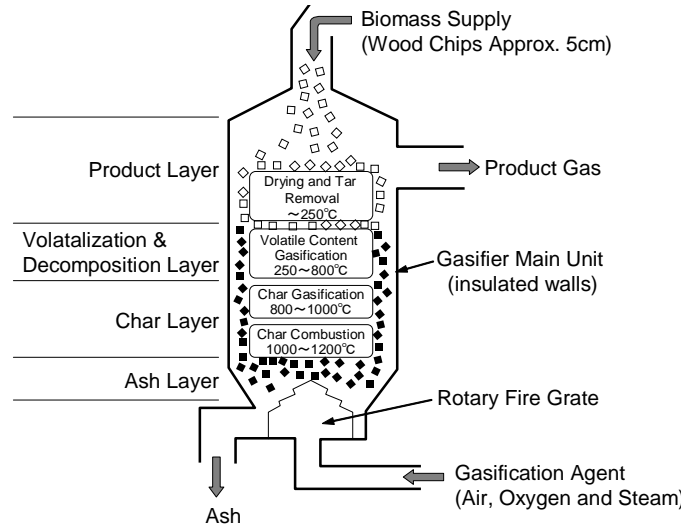 Biomass Supply
(Wood Chips Approx. 5cm)
Product Layer
Product Gas
Drying and Tar
Removal
～250℃
Volatalization &
Decomposition Layer
Volatile Content
Gasification
250～800℃
Gasifier Main Unit
(insulated walls)
Char Layer
Char Gasification
800～1000℃
Char Combustion
1000～1200℃
Ash Layer
Rotary Fire Grate
Gasification Agent
(Air, Oxygen and Steam)
Ash